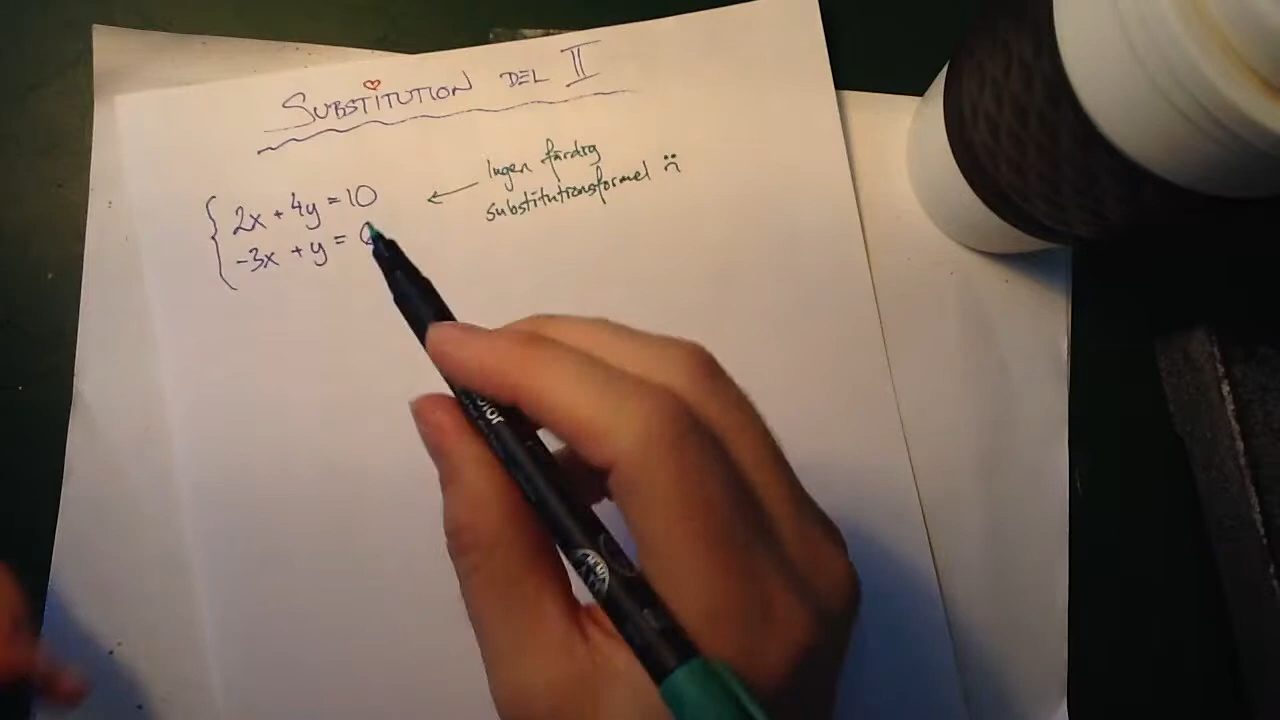 SUBSTITUTION DEL II
Ingen färdig
substitutionsformel
2x + 4y = 10
-3x + y =